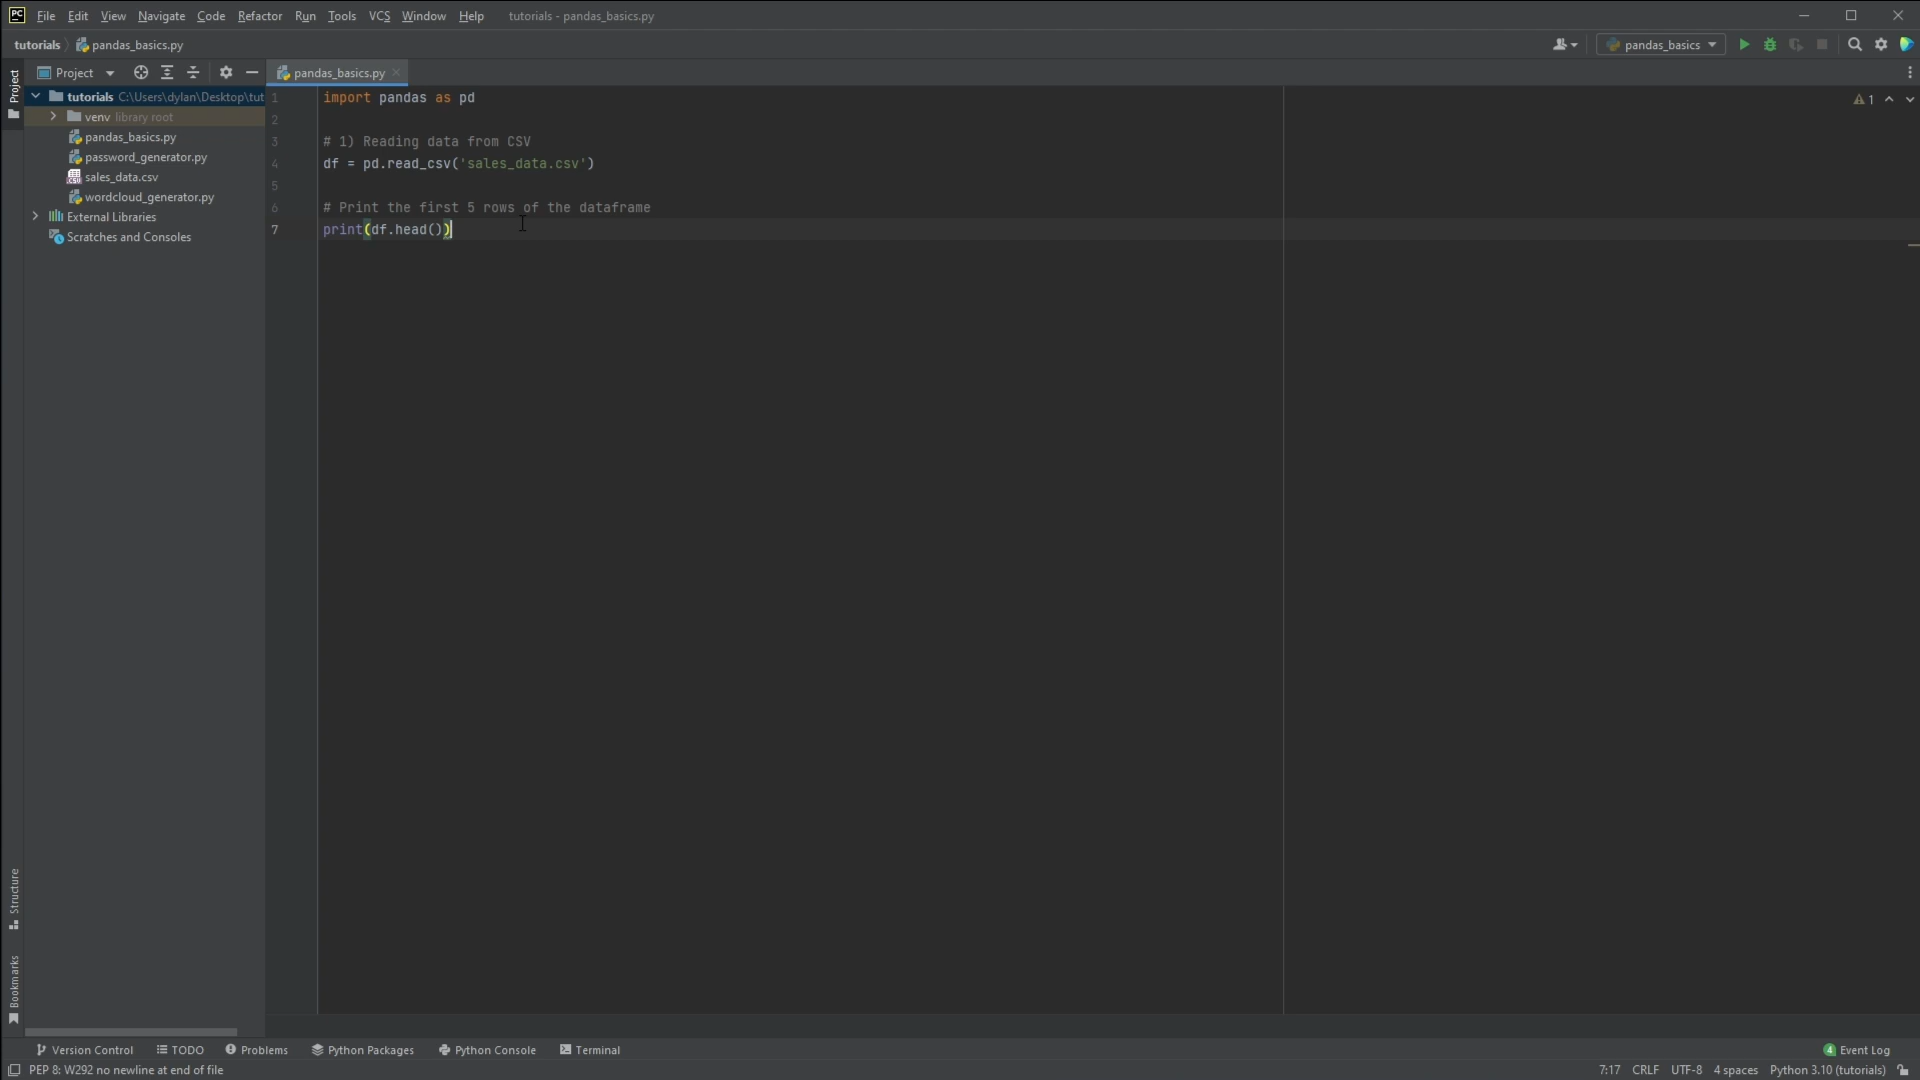 PC File Edit View Navigate Code Refactor Run Tools VCS Window Help tutorials - pandas_basics.py
tutorials pandas_basics.py pandas_basics
Project pandas_basics.py
Project
tutorials C:\Users\dylan\Desktop\tut
venv library root
pandas_basics.py
password_generator.py
sales_data.csv
wordcloud_generator.py
External Libraries
Scratches and Consoles
1 import pandas as pd
2
3 # 1) Reading data from CSV
4 df = pd.read_csv('sales_data.csv')
5
6 # Print the first 5 rows of the dataframe
7 print(df.head())
1
Structure
Bookmarks
Version Control TODO Problems Python Packages Python Console Terminal 4 Event Log
PEP 8: W292 no newline at end of file 7:17 CRLF UTF-8 4 spaces Python 3.10 (tutorials)